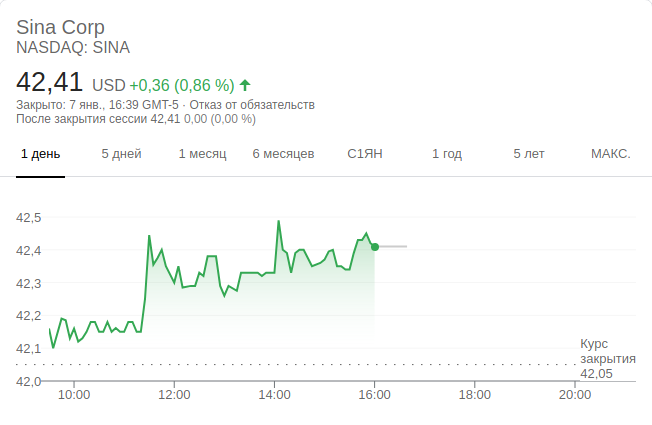 Sina Corp
NASDAQ: SINA
42,41 USD +0,36 (0,86 %)
Закрыто: 7 янв., 16:39 GMT-5 · Отказ от обязательств
После закрытия сессии 42,41 0,00 (0,00 %)
1 день 5 дней 1 месяц 6 месяцев С1ЯН 1 год 5 лет МАКС.
42,5
42,4
42,3
42,2
42,1
42,0
Курс
закрытия
42,05
10:00 12:00 14:00 16:00 18:00 20:00